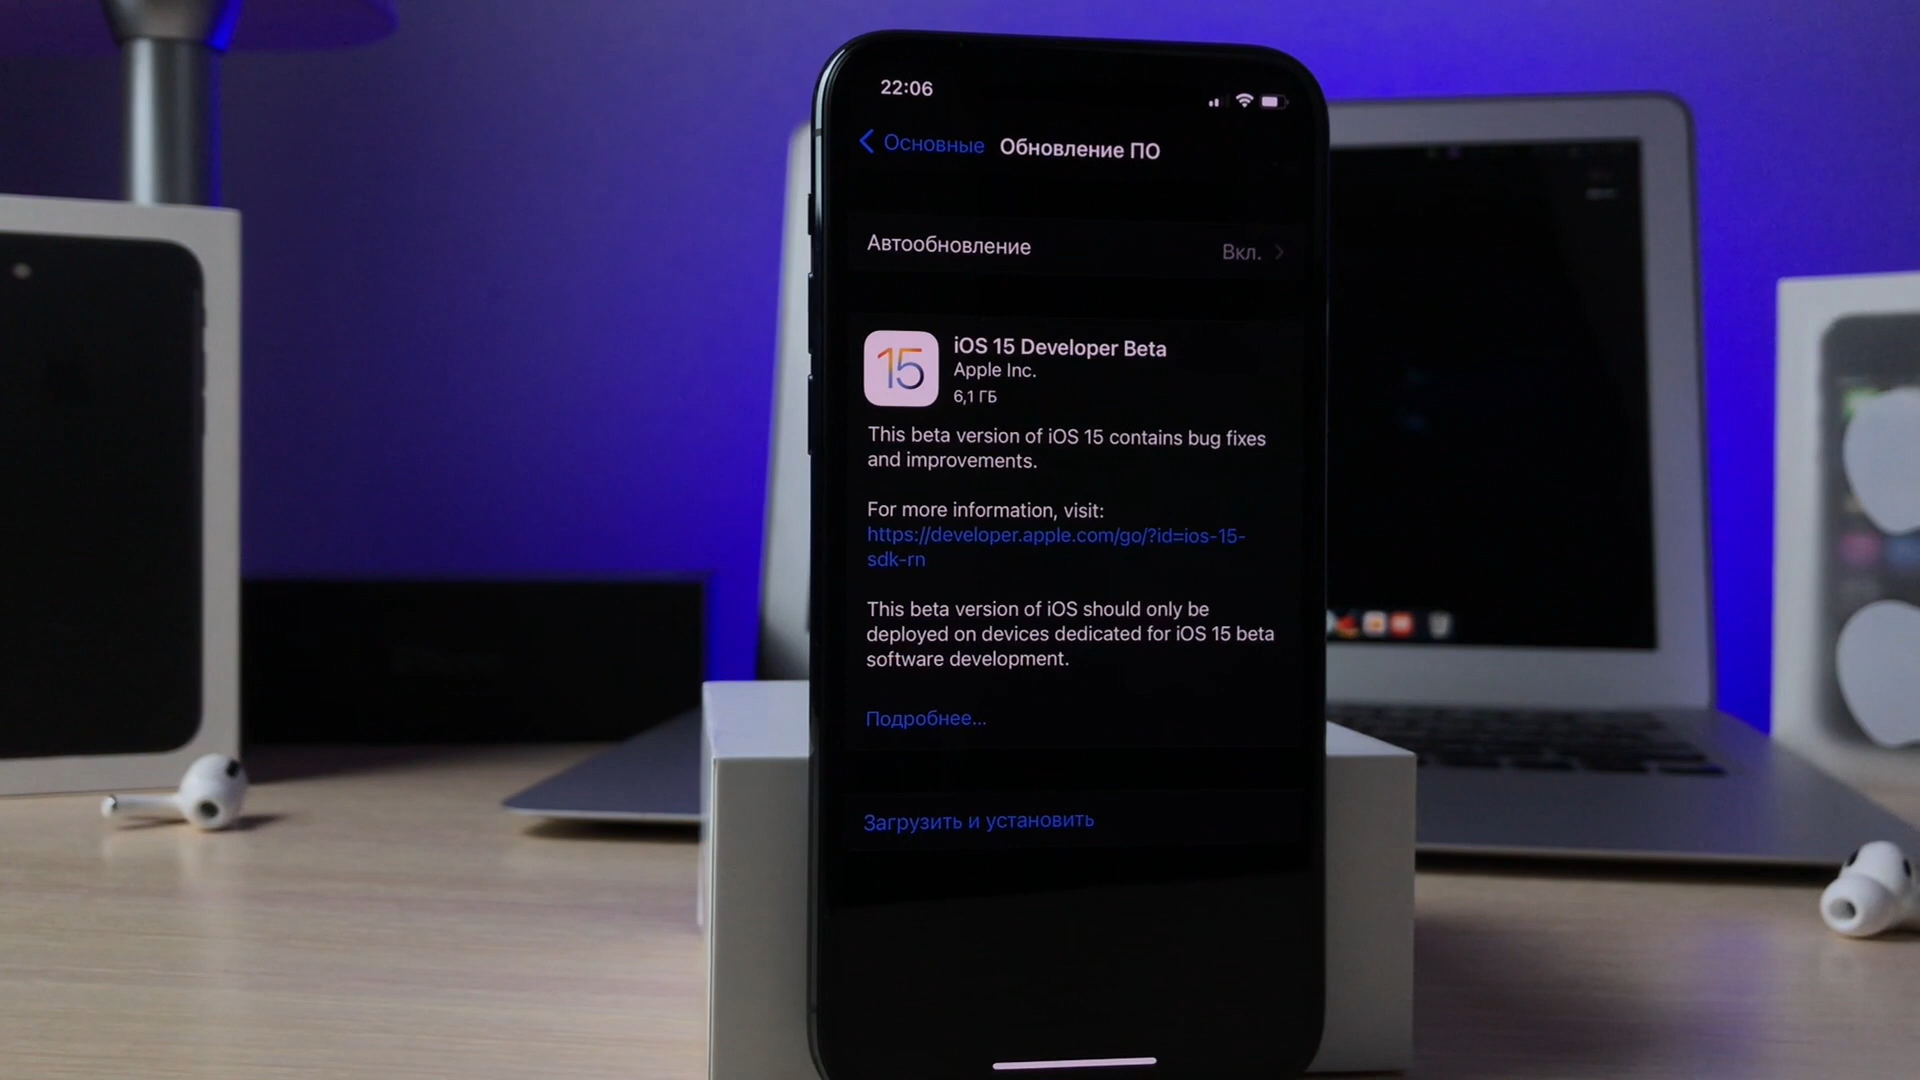 22:06
Основные Обновление ПО
Автообновление Вкл.
15 iOS 15 Developer Beta
Apple Inc.
6,1 ГБ
This beta version of iOS 15 contains bug fixes
and improvements.
For more information, visit:
https://developer.apple.com/go/?id=ios-15-
sdk-rn
This beta version of iOS should only be
deployed on devices dedicated for iOS 15 beta
software development.
Подробнее...
Загрузить и установить